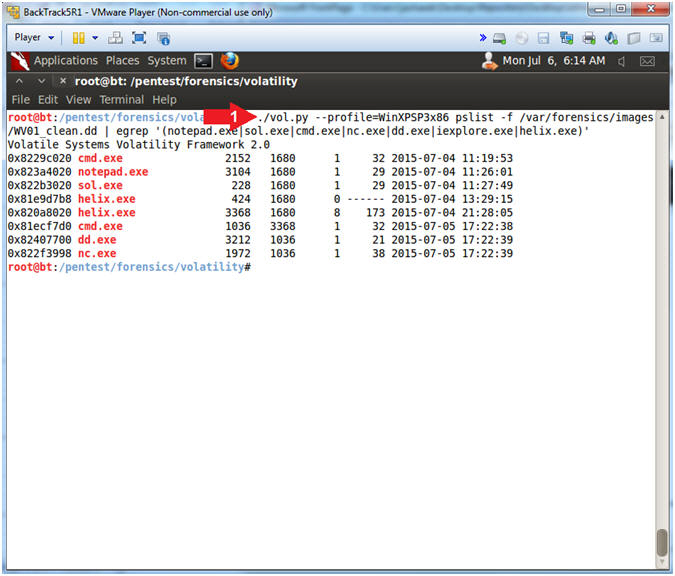 BackTrack5R1 - VMware Player (Non-commercial use only)
Player
Applications Places System Mon Jul 6, 6:14 AM
root@bt: /pentest/forensics/volatility
File Edit View Terminal Help
root@bt:/pentest/forensics/vola 1 ./vol.py --profile=WinXPSP3x86 pslist -f /var/forensics/images
/WV01_clean.dd | egrep '(notepad.exe|sol.exe|cmd.exe|nc.exe|dd.exe|iexplore.exe|helix.exe)'
Volatile Systems Volatility Framework 2.0
0x8229c020 cmd.exe 2152 1680 1 32 2015-07-04 11:19:53
0x823a4020 notepad.exe 3104 1680 1 29 2015-07-04 11:26:01
0x822b3020 sol.exe 228 1680 1 29 2015-07-04 11:27:49
0x81e9d7b8 helix.exe 424 1680 0 ------ 2015-07-04 13:29:15
0x820a8020 helix.exe 3368 1680 8 173 2015-07-04 21:28:05
0x81ecf7d0 cmd.exe 1036 3368 1 32 2015-07-05 17:22:38
0x82407700 dd.exe 3212 1036 1 21 2015-07-05 17:22:39
0x822f3998 nc.exe 1972 1036 1 38 2015-07-05 17:22:39
root@bt:/pentest/forensics/volatility#